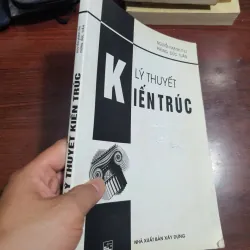 LÝ THUYẾT
KIẾN TRÚC
NHÀ XUẤT BẢN XÂY DỰNG
LÝ THUYẾT KIẾN TRÚC